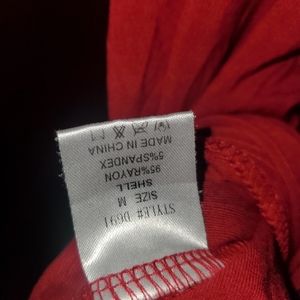 STYLE# D691
SIZE M
SHELL
95%RAYON
5%SPANDEX
MADE IN CHINA